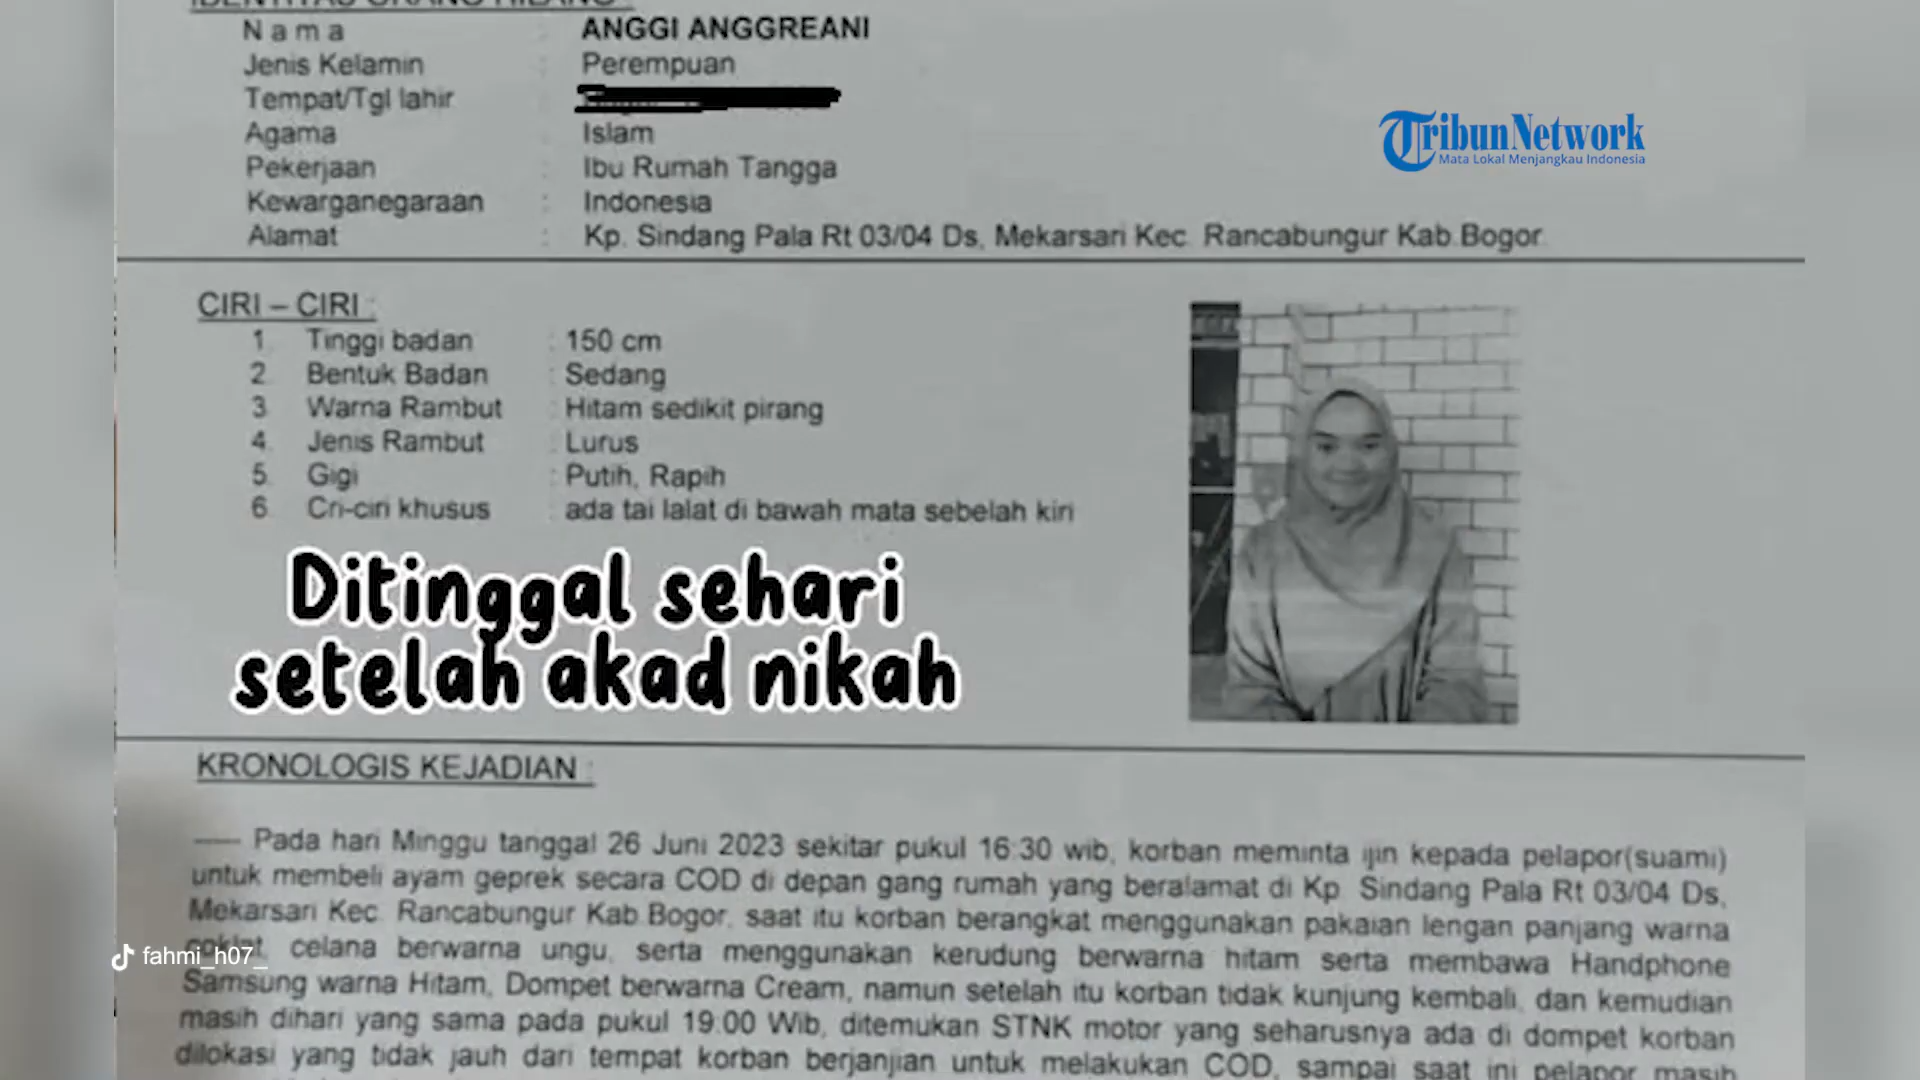 IDENTITAS ORANG HILANG :
Nama : ANGGI ANGGREANI
Jenis Kelamin : Perempuan
Tempat/Tgl lahir :
Agama : Islam
Pekerjaan : Ibu Rumah Tangga
Kewarganegaraan : Indonesia
Alamat : Kp. Sindang Pala Rt 03/04 Ds. Mekarsari Kec. Rancabungur Kab.Bogor.
TribunNetwork
Mata Lokal Menjangkau Indonesia
CIRI – CIRI :
1. Tinggi badan : 150 cm
2. Bentuk Badan : Sedang
3. Warna Rambut : Hitam sedikit pirang
4. Jenis Rambut : Lurus
5. Gigi : Putih, Rapih
6. Cri-ciri khusus : ada tai lalat di bawah mata sebelah kiri
Ditinggal sehari
setelah akad nikah
KRONOLOGIS KEJADIAN :
---- Pada hari Minggu tanggal 26 Juni 2023 sekitar pukul 16:30 wib, korban meminta ijin kepada pelapor(suami)
untuk membeli ayam geprek secara COD di depan gang rumah yang beralamat di Kp. Sindang Pala Rt 03/04 Ds,
Mekarsari Kec. Rancabungur Kab.Bogor, saat itu korban berangkat menggunakan pakaian lengan panjang warna
celana berwarna ungu, serta menggunakan kerudung berwarna hitam serta membawa Handphone
fahmi_h07_
Samsung warna Hitam, Dompet berwarna Cream, namun setelah itu korban tidak kunjung kembali, dan kemudian
masih dihari yang sama pada pukul 19:00 Wib, ditemukan STNK motor yang seharusnya ada di dompet korban
dilokasi yang tidak jauh dari tempat korban berjanjian untuk melakukan COD, sampai saat ini pelapor masih